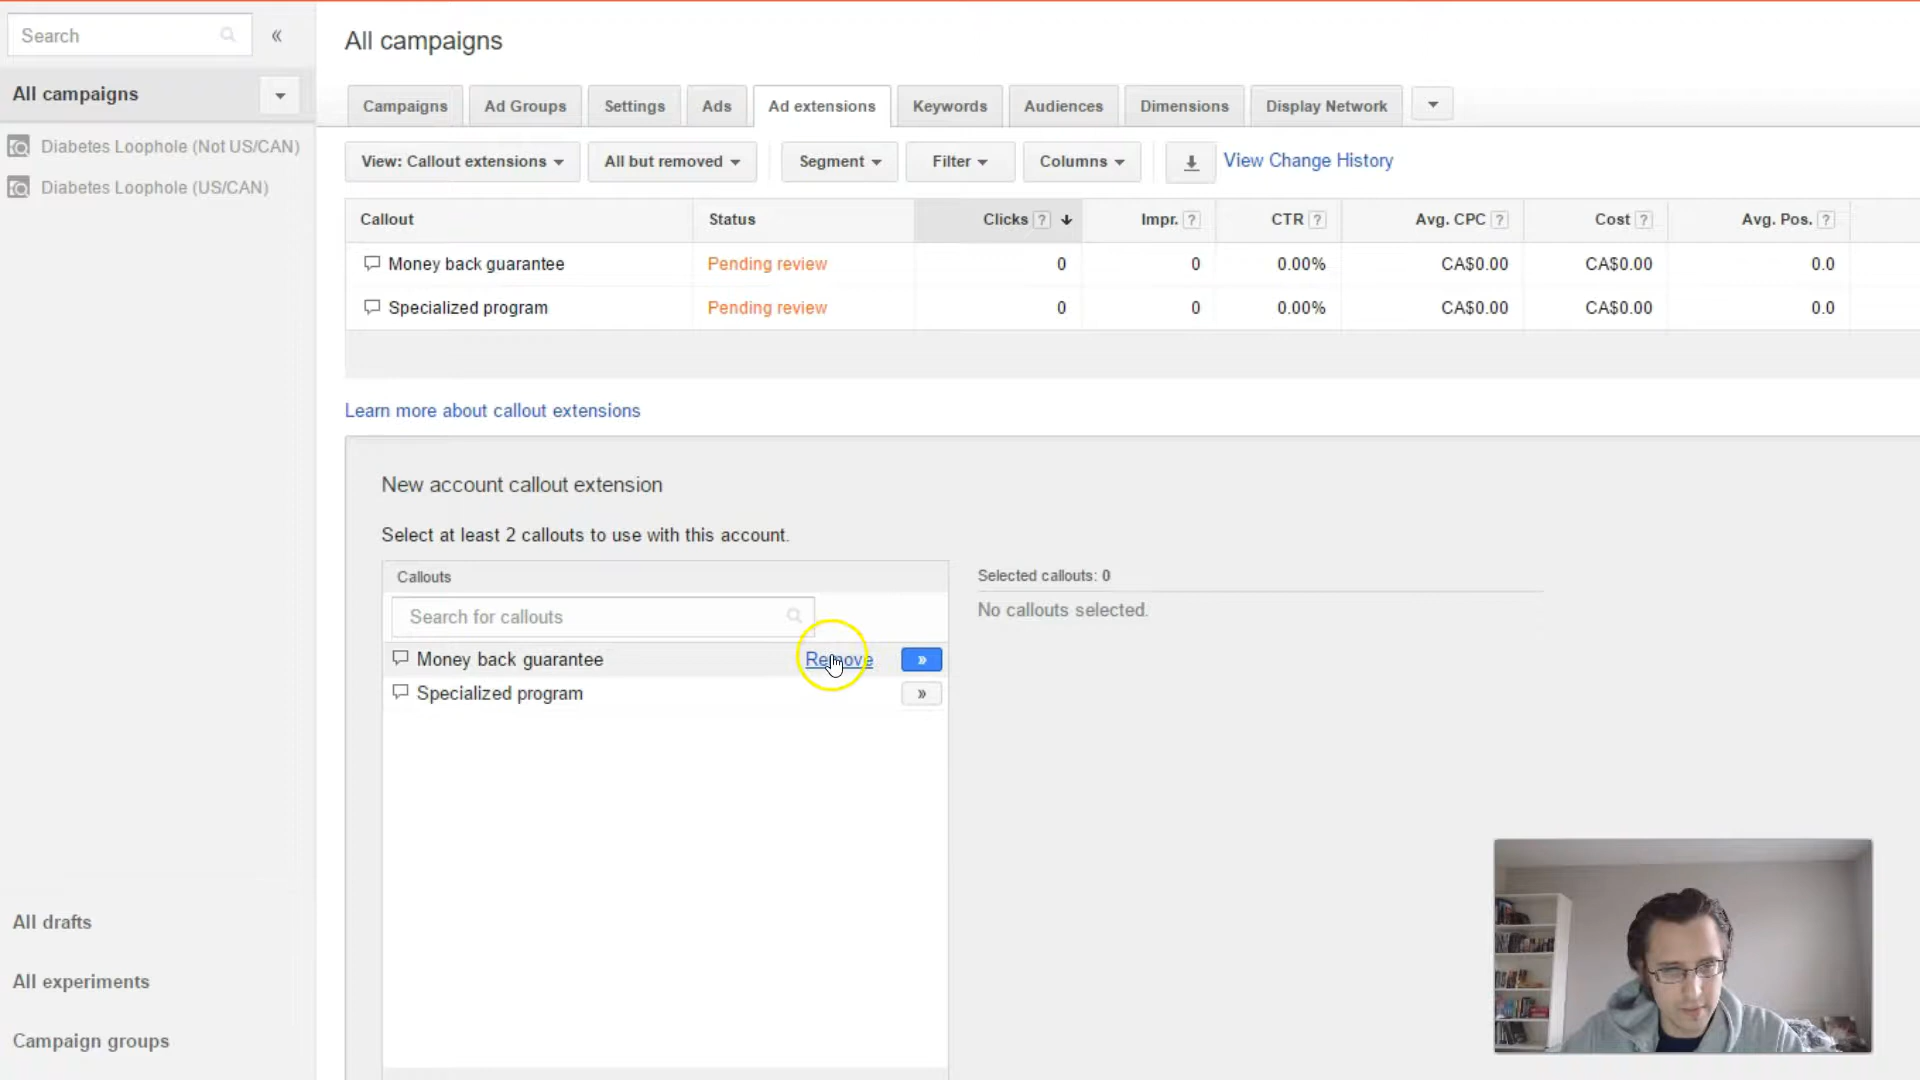 Search «
All campaigns
All campaigns
Diabetes Loophole (Not US/CAN)
Diabetes Loophole (US/CAN)
All drafts
All experiments
Campaign groups
Campaigns Ad Groups Settings Ads Ad extensions Keywords Audiences Dimensions Display Network
View: Callout extensions All but removed Segment Filter Columns View Change History
Callout Status Clicks ? Impr. ? CTR ? Avg. CPC ? Cost ? Avg. Pos. ?
Money back guarantee Pending review 0 0 0.00% CA$0.00 CA$0.00 0.0
Specialized program Pending review 0 0 0.00% CA$0.00 CA$0.00 0.0
Learn more about callout extensions
New account callout extension
Select at least 2 callouts to use with this account.
Callouts
Search for callouts
Money back guarantee Remove »
Specialized program »
Selected callouts: 0
No callouts selected.